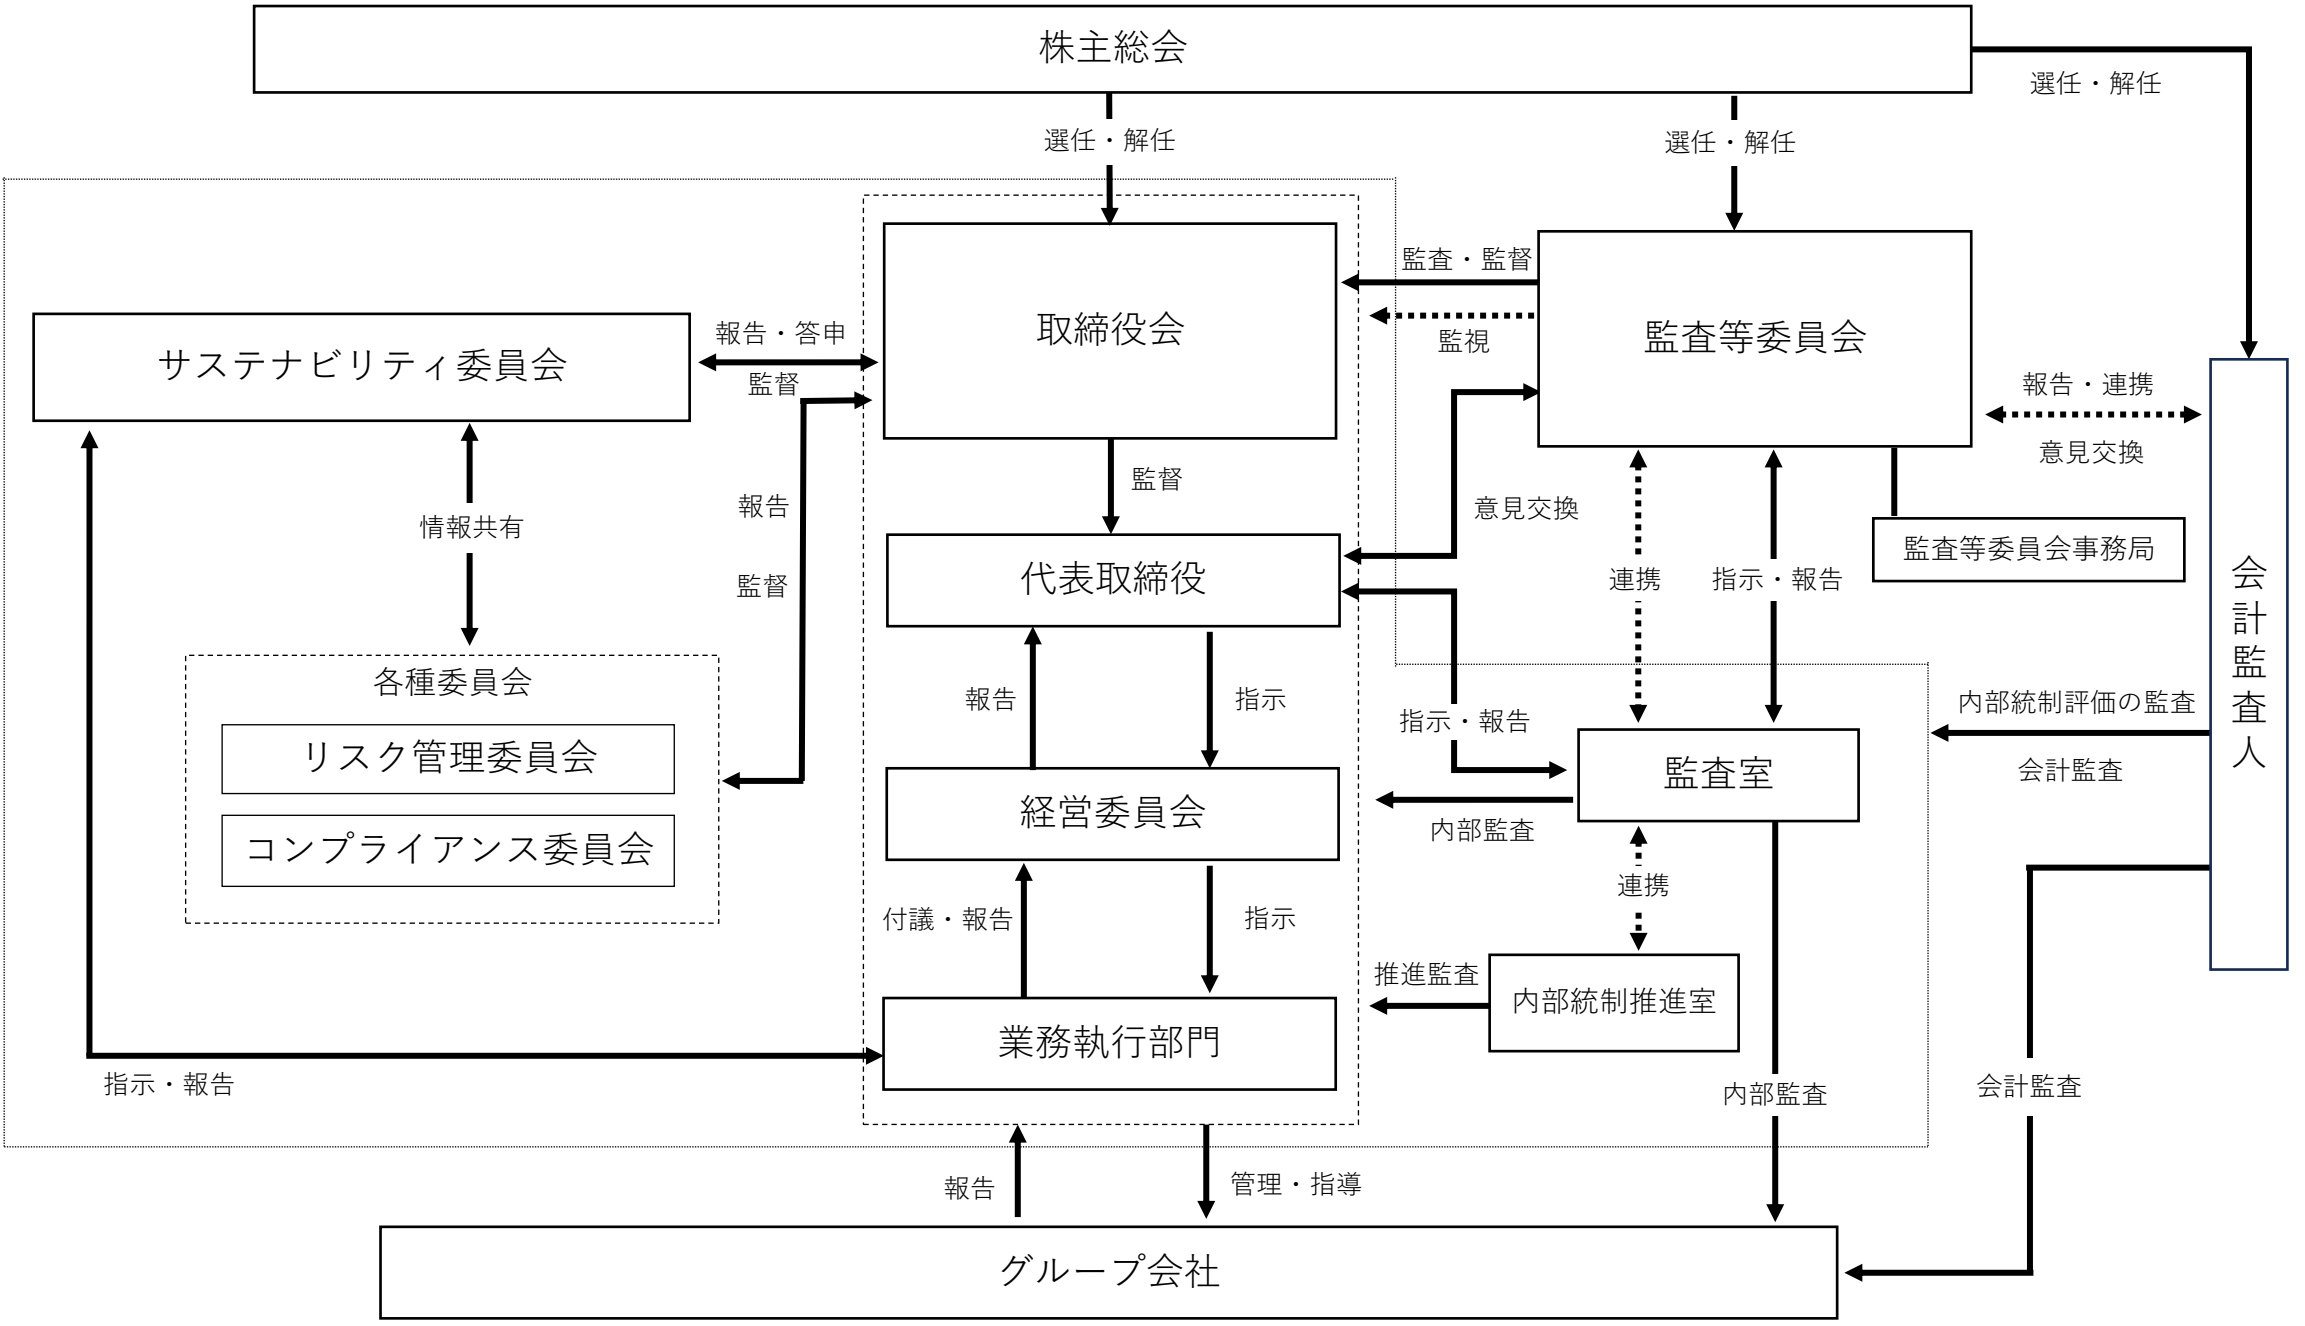 株主総会
選任・解任
選任・解任
選任・解任
監査・監督
取締役会
監視
監査等委員会
サステナビリティ委員会
報告・答申
監督
報告・連携
意見交換
監督
報告
意見交換
情報共有
監査等委員会事務局
代表取締役
監督
連携
指示・報告
会計監査人
各種委員会
リスク管理委員会
コンプライアンス委員会
報告
指示
指示・報告
内部統制評価の監査
会計監査
監査室
経営委員会
内部監査
連携
付議・報告
指示
推進監査
内部統制推進室
業務執行部門
指示・報告
内部監査
会計監査
報告
管理・指導
グループ会社